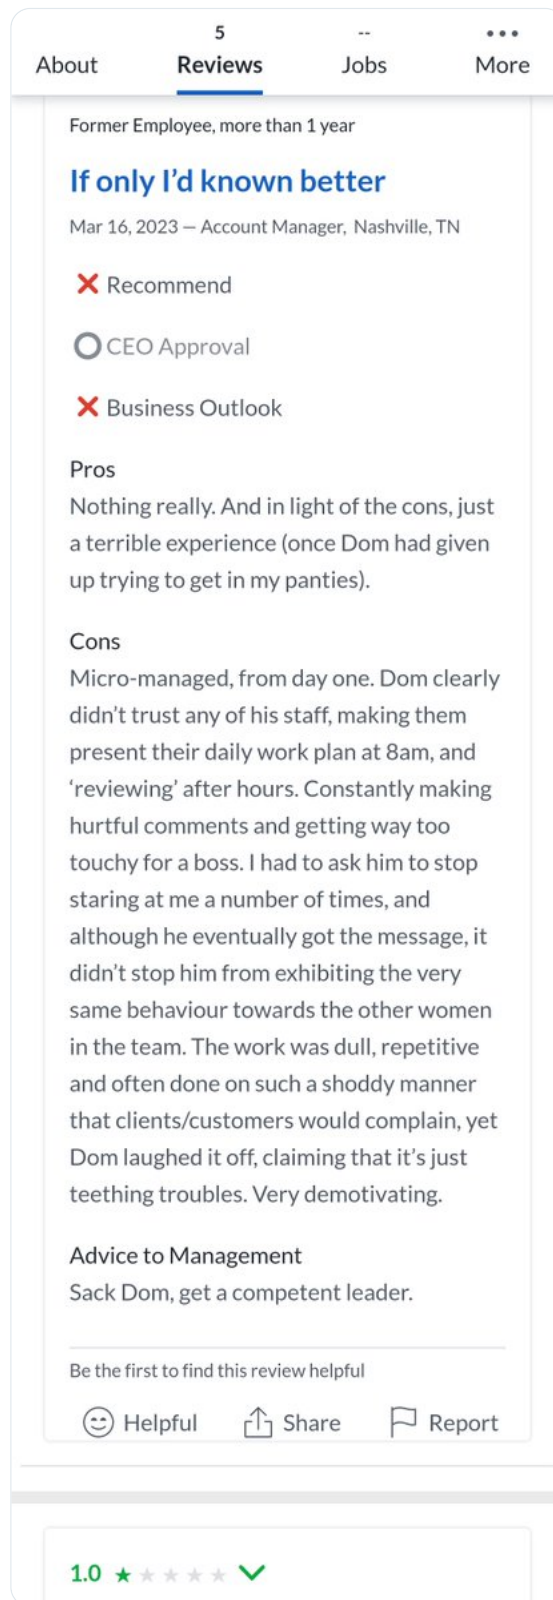 5 -- •••
About Reviews Jobs More
Former Employee, more than 1 year
If only I’d known better
Mar 16, 2023 — Account Manager, Nashville, TN
Recommend
CEO Approval
Business Outlook
Pros
Nothing really. And in light of the cons, just
a terrible experience (once Dom had given
up trying to get in my panties).
Cons
Micro-managed, from day one. Dom clearly
didn’t trust any of his staff, making them
present their daily work plan at 8am, and
‘reviewing’ after hours. Constantly making
hurtful comments and getting way too
touchy for a boss. I had to ask him to stop
staring at me a number of times, and
although he eventually got the message, it
didn’t stop him from exhibiting the very
same behaviour towards the other women
in the team. The work was dull, repetitive
and often done on such a shoddy manner
that clients/customers would complain, yet
Dom laughed it off, claiming that it’s just
teething troubles. Very demotivating.
Advice to Management
Sack Dom, get a competent leader.
Be the first to find this review helpful
Helpful Share Report
1.0